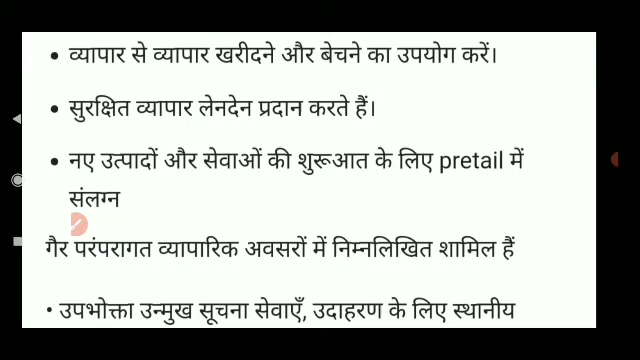 • व्यापार से व्यापार खरीदने और बेचने का उपयोग करें।
• सुरक्षित व्यापार लेनदेन प्रदान करते हैं।
• नए उत्पादों और सेवाओं की शुरूआत के लिए pretail में
संलग्न
गैर परंपरागत व्यापारिक अवसरों में निम्नलिखित शामिल हैं
• उपभोक्ता उन्मुख सूचना सेवाएँ, उदाहरण के लिए स्थानीय